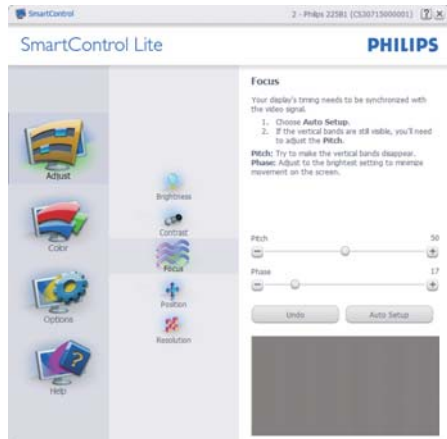 SmartControl
2 - Philips 225B1 (CS30715000001)
SmartControl Lite
PHILIPS
Adjust
Color
Options
Help
Brightness
Contrast
Focus
Position
Resolution
Focus
Your display's timing needs to be synchronized with
the video signal.
1. Choose Auto Setup.
2. If the vertical bands are still visible, you'll need
to adjust the Pitch.
Pitch: Try to make the vertical bands disappear.
Phase: Adjust to the brightest setting to minimize
movement on the screen.
Pitch 50
Phase 17
Undo Auto Setup